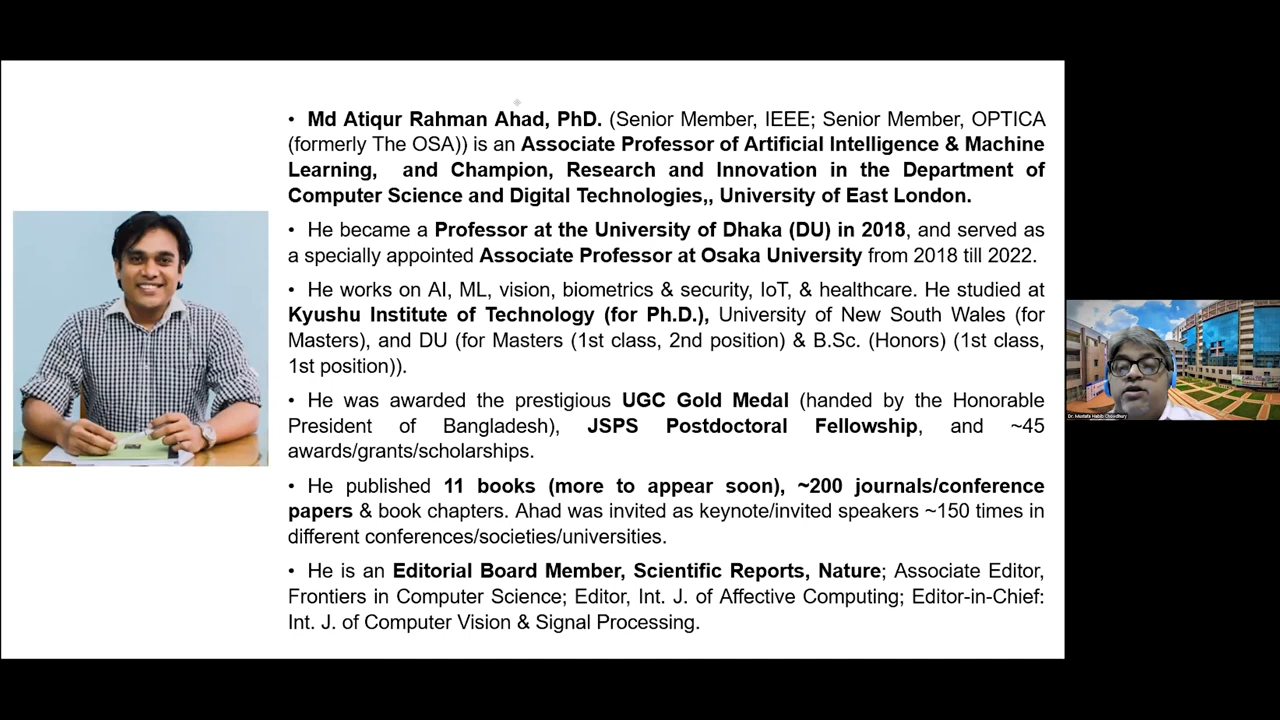 • Md Atiqur Rahman Ahad, PhD. (Senior Member, IEEE; Senior Member, OPTICA
(formerly The OSA)) is an Associate Professor of Artificial Intelligence & Machine
Learning, and Champion, Research and Innovation in the Department of
Computer Science and Digital Technologies,, University of East London.
• He became a Professor at the University of Dhaka (DU) in 2018, and served as
a specially appointed Associate Professor at Osaka University from 2018 till 2022.
• He works on AI, ML, vision, biometrics & security, IoT, & healthcare. He studied at
Kyushu Institute of Technology (for Ph.D.), University of New South Wales (for
Masters), and DU (for Masters (1st class, 2nd position) & B.Sc. (Honors) (1st class,
1st position)).
• He was awarded the prestigious UGC Gold Medal (handed by the Honorable
President of Bangladesh), JSPS Postdoctoral Fellowship, and ~45
awards/grants/scholarships.
• He published 11 books (more to appear soon), ~200 journals/conference
papers & book chapters. Ahad was invited as keynote/invited speakers ~150 times in
different conferences/societies/universities.
• He is an Editorial Board Member, Scientific Reports, Nature; Associate Editor,
Frontiers in Computer Science; Editor, Int. J. of Affective Computing; Editor-in-Chief:
Int. J. of Computer Vision & Signal Processing.
Dr. Mustafa Habib Chowdhury